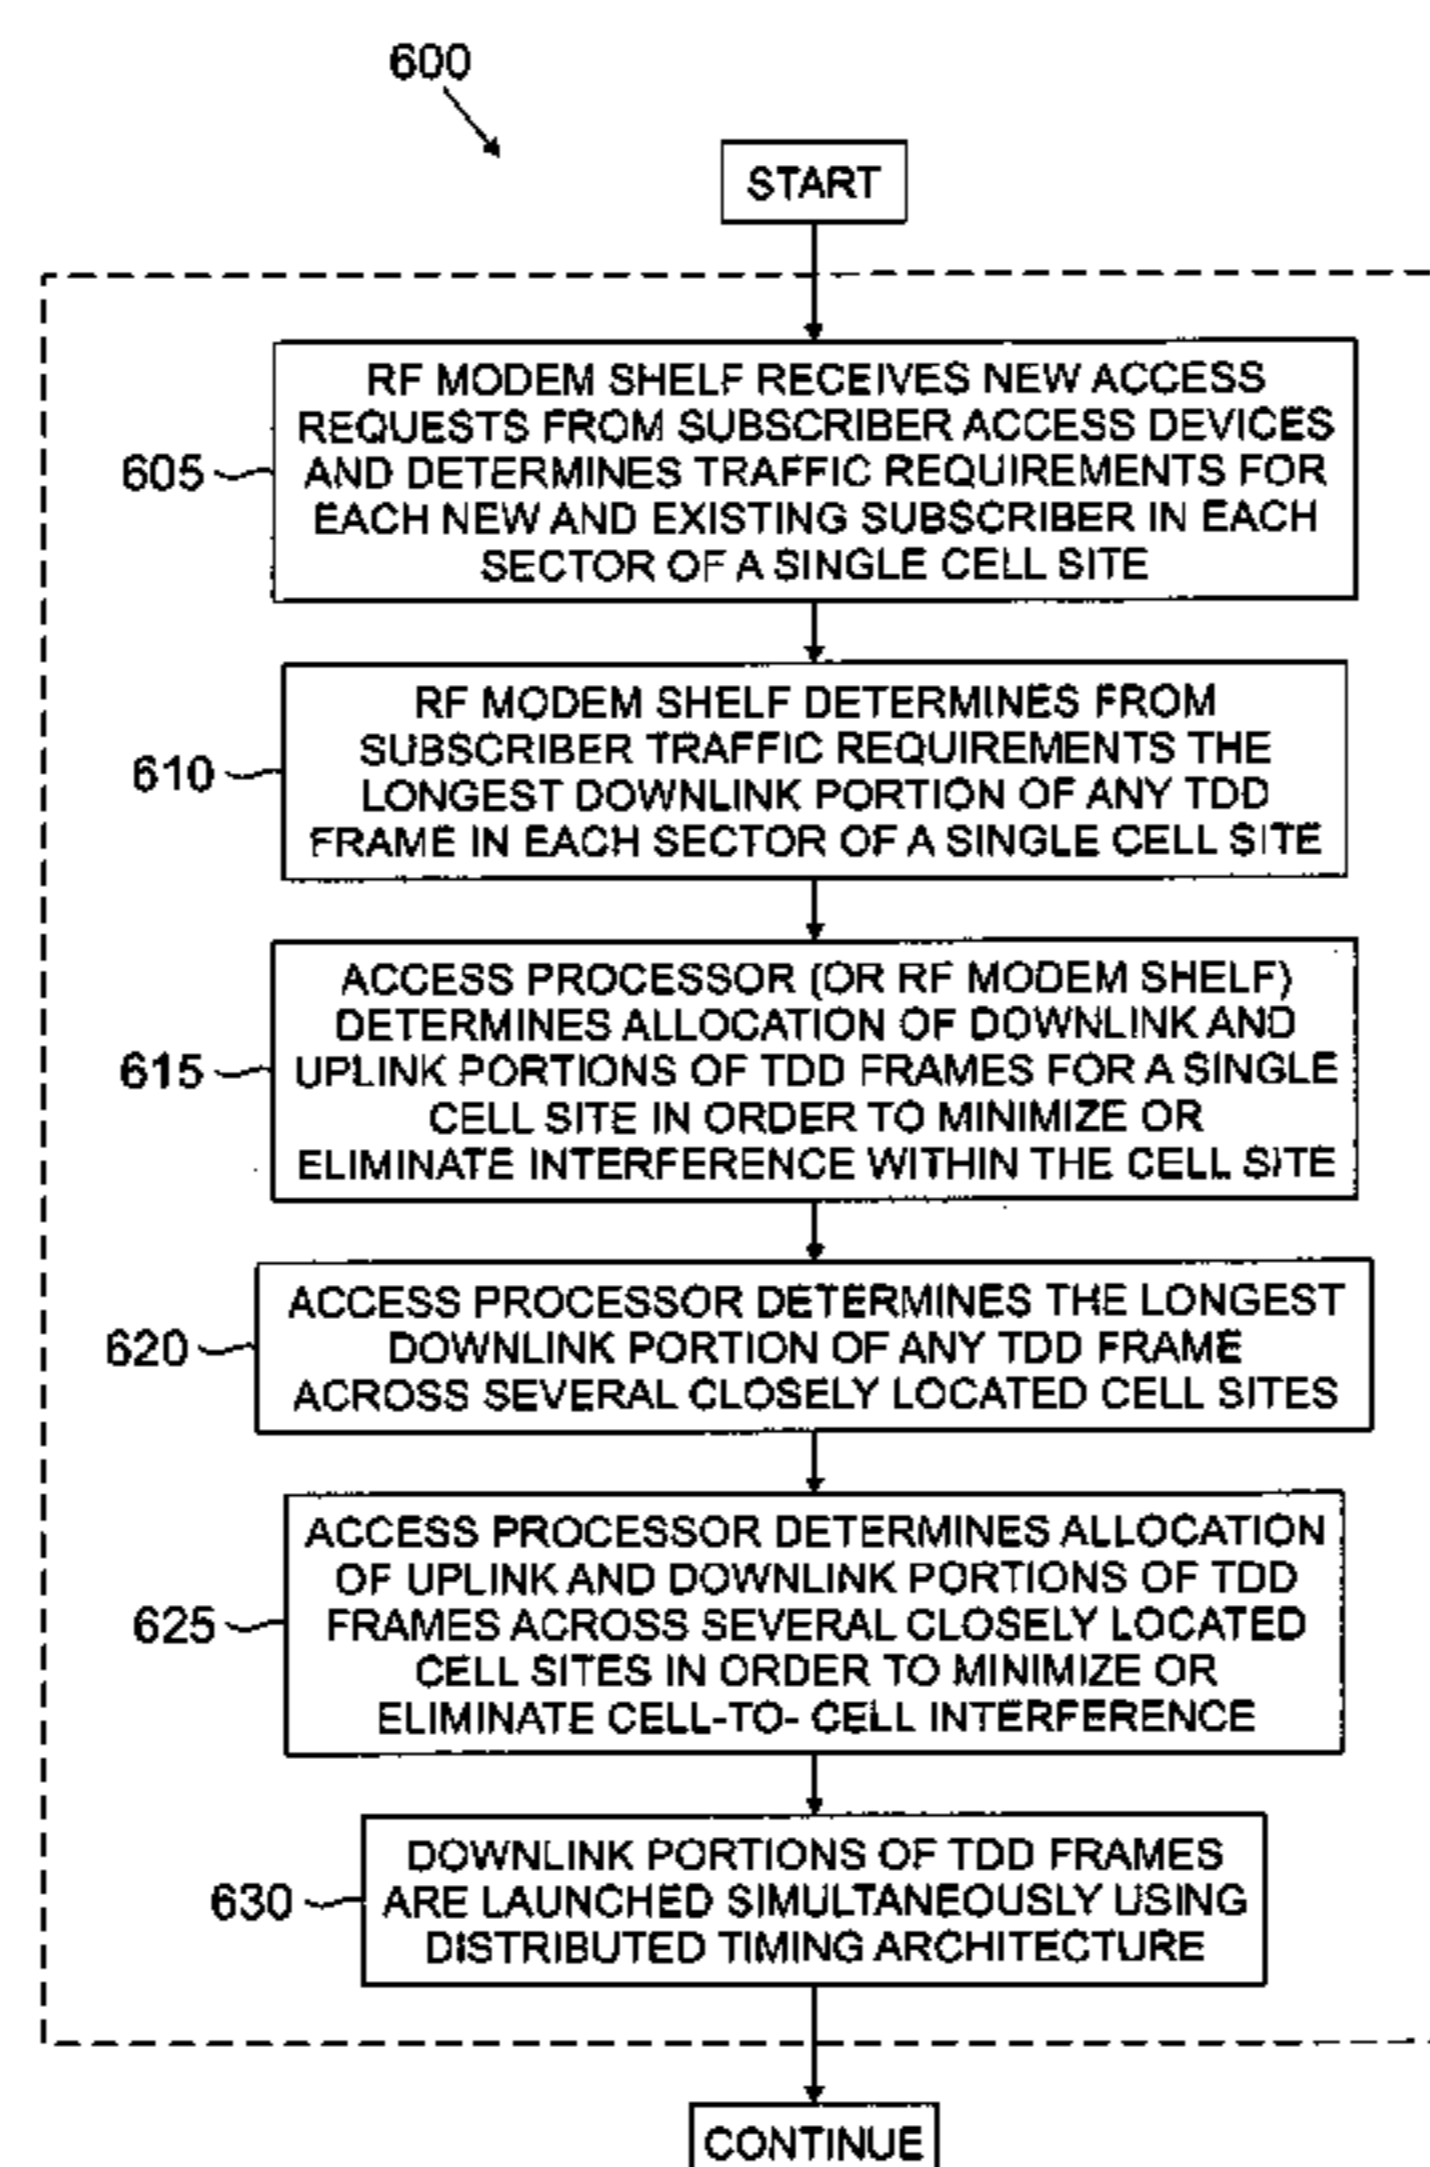 600
START
605
RF MODEM SHELF RECEIVES NEW ACCESS
REQUESTS FROM SUBSCRIBER ACCESS DEVICES
AND DETERMINES TRAFFIC REQUIREMENTS FOR
EACH NEW AND EXISTING SUBSCRIBER IN EACH
SECTOR OF A SINGLE CELL SITE
610
RF MODEM SHELF DETERMINES FROM
SUBSCRIBER TRAFFIC REQUIREMENTS THE
LONGEST DOWNLINK PORTION OF ANY TDD
FRAME IN EACH SECTOR OF A SINGLE CELL SITE
615
ACCESS PROCESSOR (OR RF MODEM SHELF)
DETERMINES ALLOCATION OF DOWNLINK AND
UPLINK PORTIONS OF TDD FRAMES FOR A SINGLE
CELL SITE IN ORDER TO MINIMIZE OR
ELIMINATE INTERFERENCE WITHIN THE CELL SITE
620
ACCESS PROCESSOR DETERMINES THE LONGEST
DOWNLINK PORTION OF ANY TDD FRAME
ACROSS SEVERAL CLOSELY LOCATED CELL SITES
625
ACCESS PROCESSOR DETERMINES ALLOCATION
OF UPLINK AND DOWNLINK PORTIONS OF TDD
FRAMES ACROSS SEVERAL CLOSELY LOCATED
CELL SITES IN ORDER TO MINIMIZE OR
ELIMINATE CELL-TO- CELL INTERFERENCE
630
DOWNLINK PORTIONS OF TDD FRAMES
ARE LAUNCHED SIMULTANEOUSLY USING
DISTRIBUTED TIMING ARCHITECTURE
CONTINUE